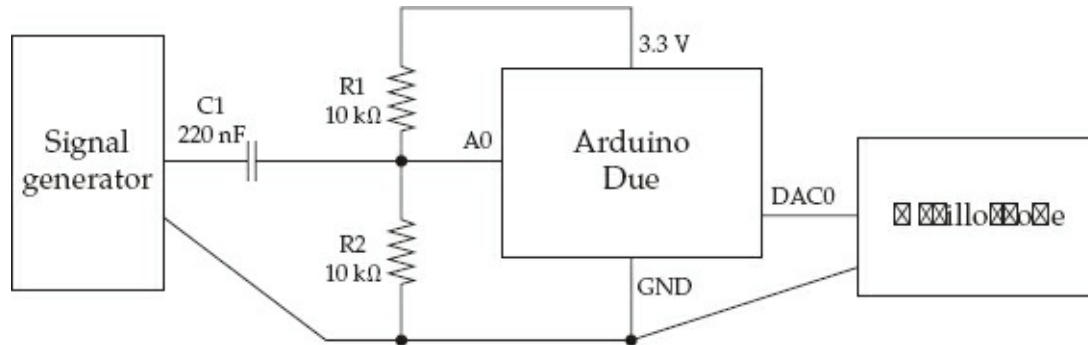 Signal
generator
C1
220 nF
R1
10 kΩ
R2
10 kΩ
A0
3.3 V
Arduino
Due
GND
DAC0